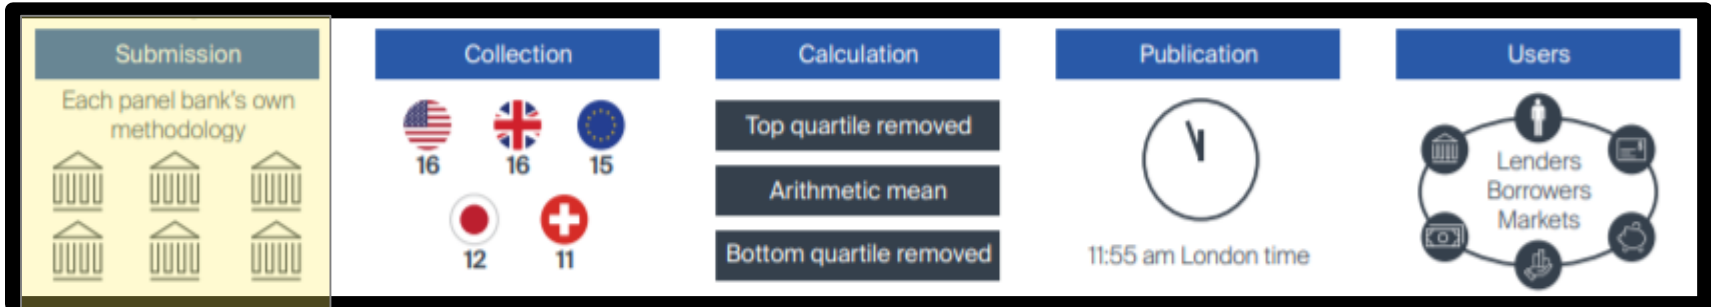 Submission
Each panel bank's own
methodology
Collection
16
16
15
12
11
Calculation
Top quartile removed
Arithmetic mean
Bottom quartile removed
Publication
11:55 am London time
Users
Lenders
Borrowers
Markets